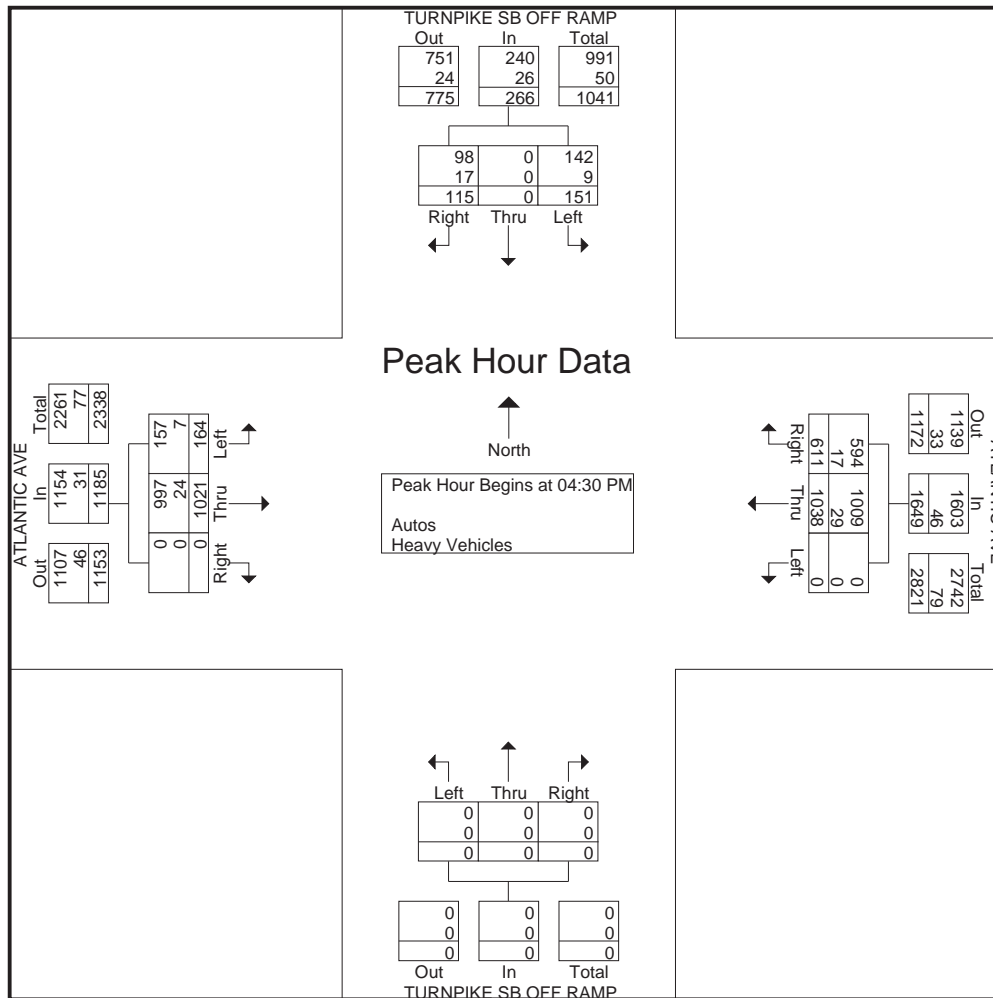 TURNPIKE SB OFF RAMP
Out In Total
751 240 991
24 26 50
775 266 1041
98 0 142
17 0 9
115 0 151
Right Thru Left
Peak Hour Data
North
Peak Hour Begins at 04:30 PM
Autos
Heavy Vehicles
ATLANTIC AVE
Out In Total
1107 1154 2261
46 31 77
1153 1185 2338
157 997 0
7 24 0
164 1021 0
Left Thru Right
Out In Total
1139 1603 2742
33 46 79
1172 1649 2821
594 1009 0
17 29 0
611 1038 0
Right Thru Left
Left Thru Right
0 0 0
0 0 0
0 0 0
0 0 0
0 0 0
0 0 0
Out In Total
TURNPIKE SB OFF RAMP